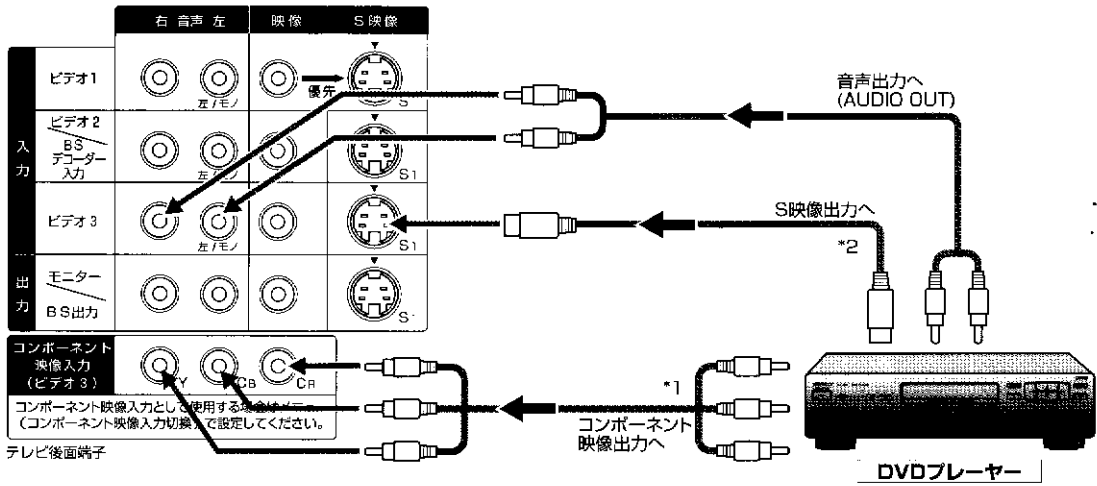 右 音声 左
映像
S映像
入力
ビデオ1
左/モノ
優先
S
ビデオ2
BS
デコーダー
入力
左/モノ
S1
ビデオ3
左/モノ
S1
出力
モニター
BS出力
コンポーネント
映像入力
(ビデオ3)
Y
CB
CR
コンポーネント映像入力として使用する場合は
(コンポーネント映像入力切換)で設定してください。
テレビ後面端子
音声出力へ
(AUDIO OUT)
S映像出力へ
*2
*1
コンポーネント
映像出力へ
DVDプレーヤー